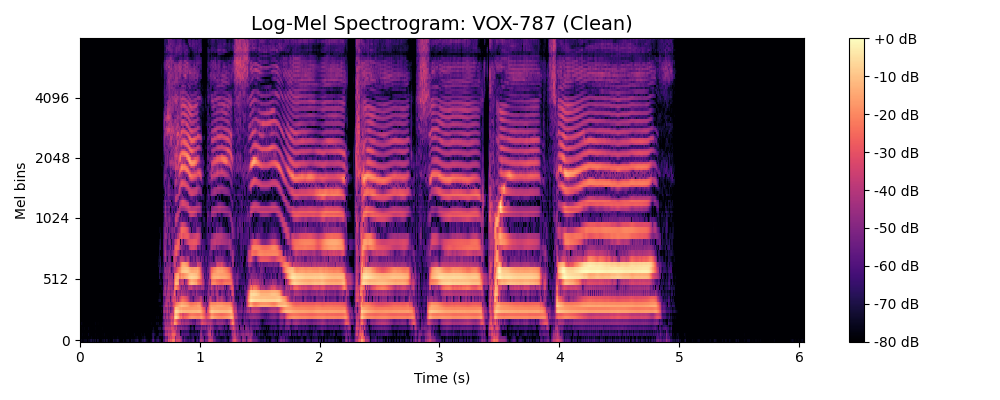 Log-Mel Spectrogram: VOX-787 (Clean)
Mel bins
4096
2048
1024
512
0
0 1 2 3 4 5 6
Time (s)
+0 dB
-10 dB
-20 dB
-30 dB
-40 dB
-50 dB
-60 dB
-70 dB
-80 dB